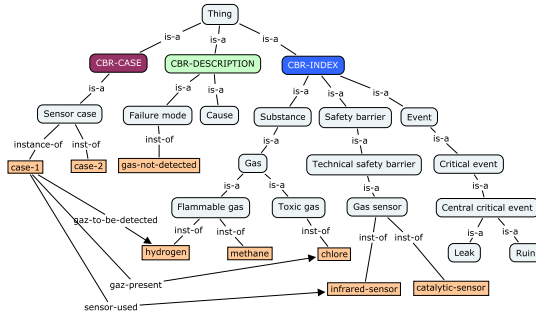 Thing
is-a
is-a
is-a
CBR-CASE
CBR-DESCRIPTION
CBR-INDEX
is-a
is-a
is-a
is-a
is-a
is-a
Sensor case
Failure mode
Cause
Substance
Safety barrier
Event
instance-of
inst-of
inst-of
is-a
is-a
is-a
case-1
case-2
gas-not-detected
Gas
Technical safety barrier
Critical event
is-a
is-a
is-a
is-a
Flammable gas
Toxic gas
Gas sensor
Central critical event
gaz-to-be-detected
inst-of
inst-of
inst-of
inst-of
inst-of
is-a
is-a
hydrogen
methane
chlore
Leak
Ruin
gaz-present
infrared-sensor
catalytic-sensor
sensor-used